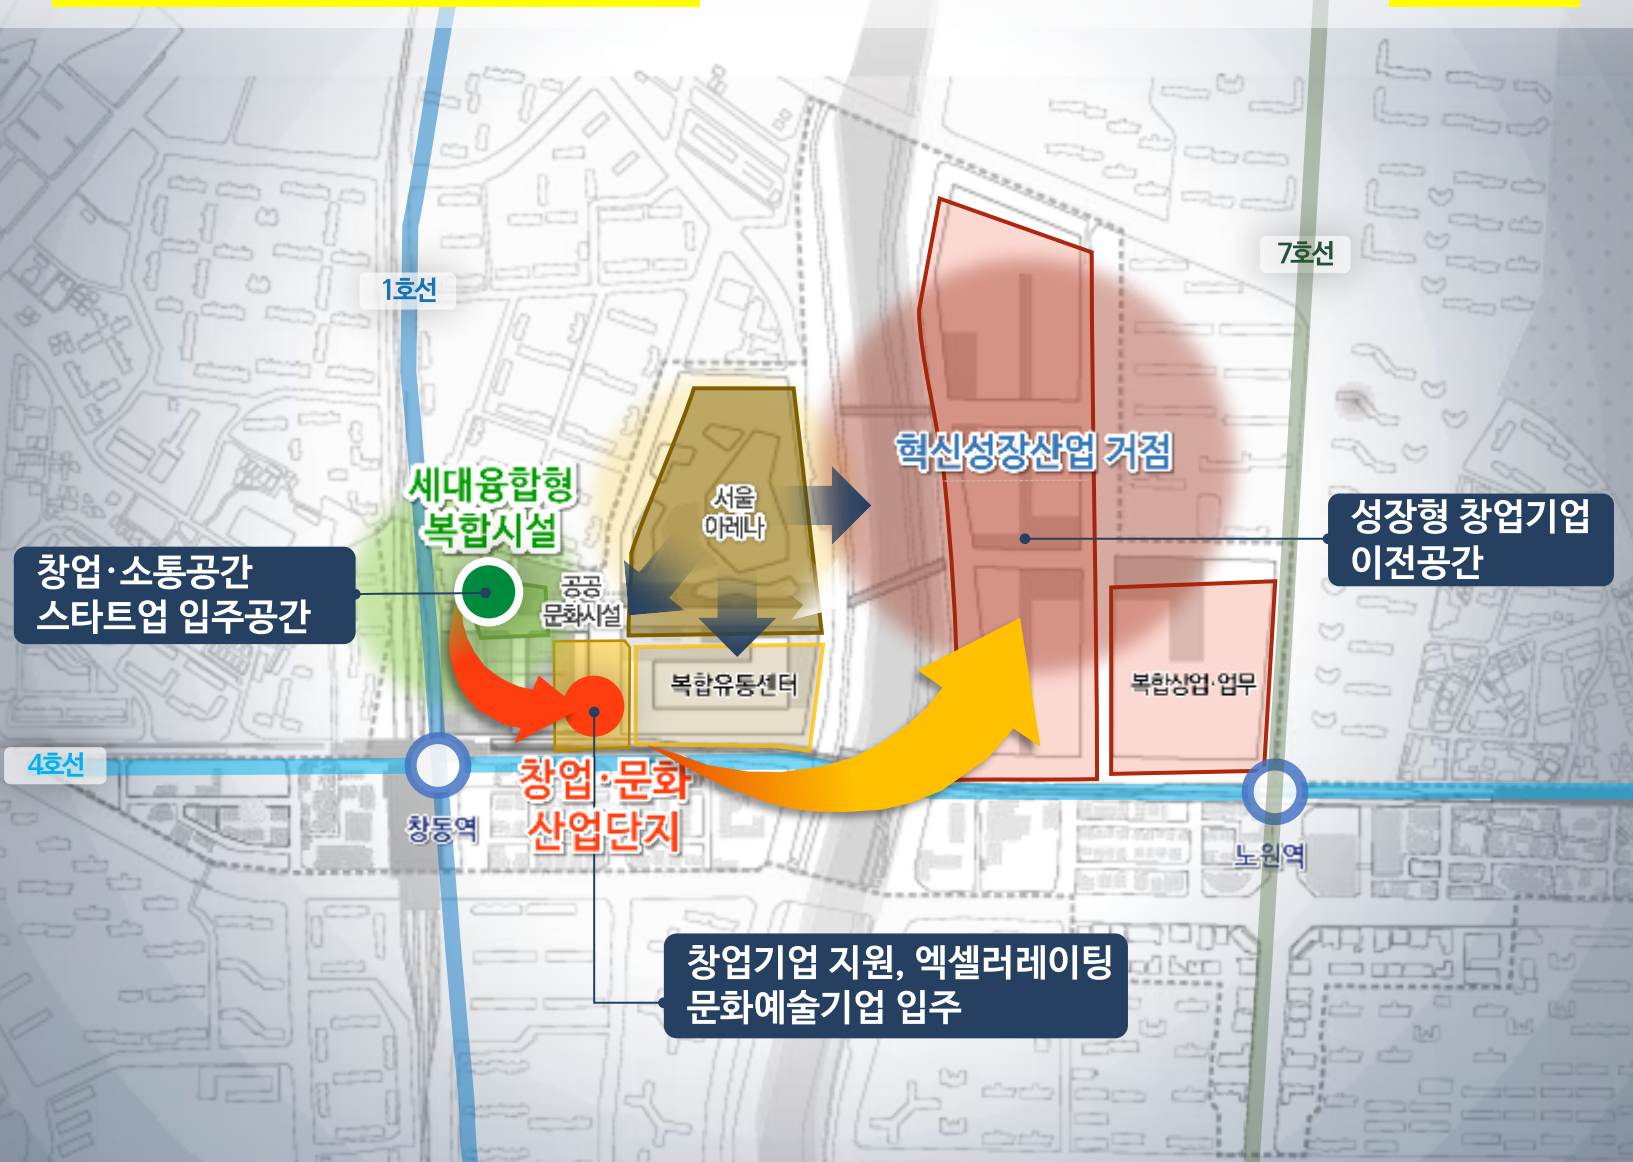 7호선
1호선
혁신성장산업 거점
세대융합형
복합시설
서울
아레나
성장형 창업기업
이전공간
창업·소통공간
스타트업 입주공간
공공
문화시설
복합유통센터
복합상업·업무
4호선
창업·문화
산업단지
창동역
노원역
창업기업 지원, 엑셀러레이팅
문화예술기업 입주